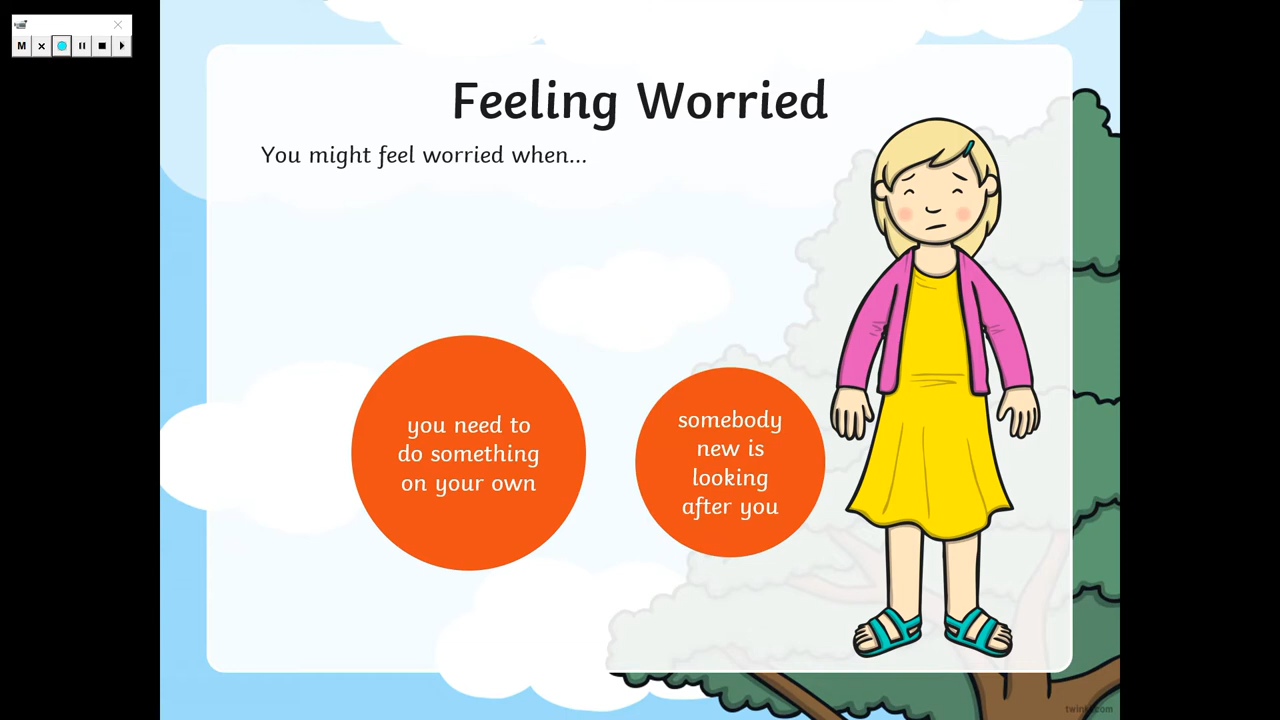 M
Feeling Worried
You might feel worried when...
you need to
do something
on your own
somebody
new is
looking
after you